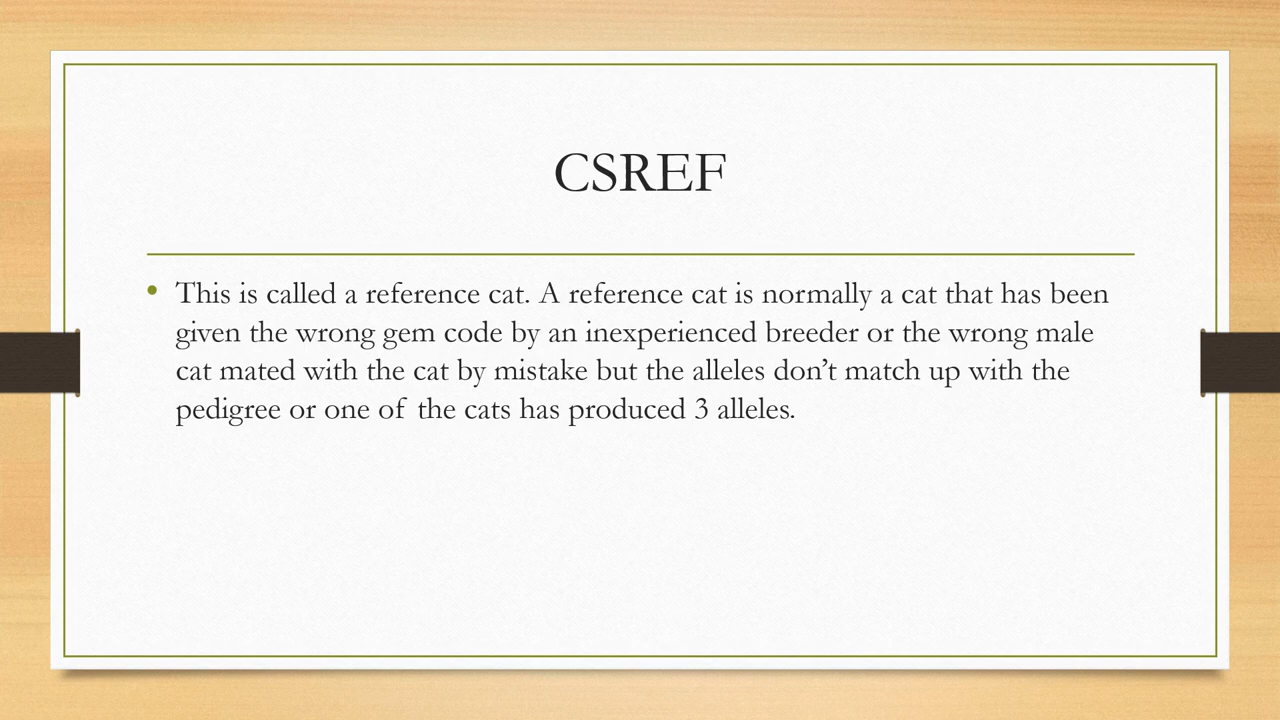 CSREF
• This is called a reference cat. A reference cat is normally a cat that has been
given the wrong gem code by an inexperienced breeder or the wrong male
cat mated with the cat by mistake but the alleles don’t match up with the
pedigree or one of the cats has produced 3 alleles.